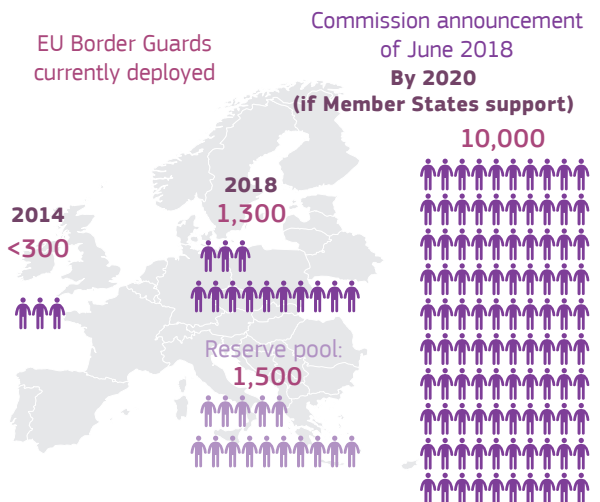 EU Border Guards
currently deployed
Commission announcement
of June 2018
By 2020
(if Member States support)
10,000
2014
<300
2018
1,300
Reserve pool:
1,500